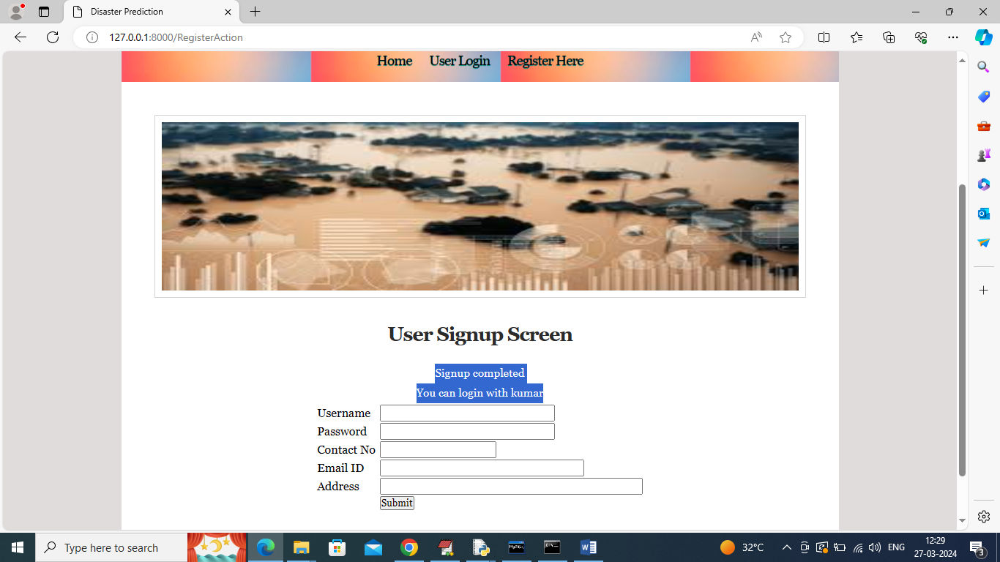 Disaster Prediction
127.0.0.1:8000/RegisterAction
Home User Login Register Here
User Signup Screen
Signup completed
You can login with kumar
Username
Password
Contact No
Email ID
Address
Submit
Type here to search
32°C
ENG
12:29
27-03-2024
3